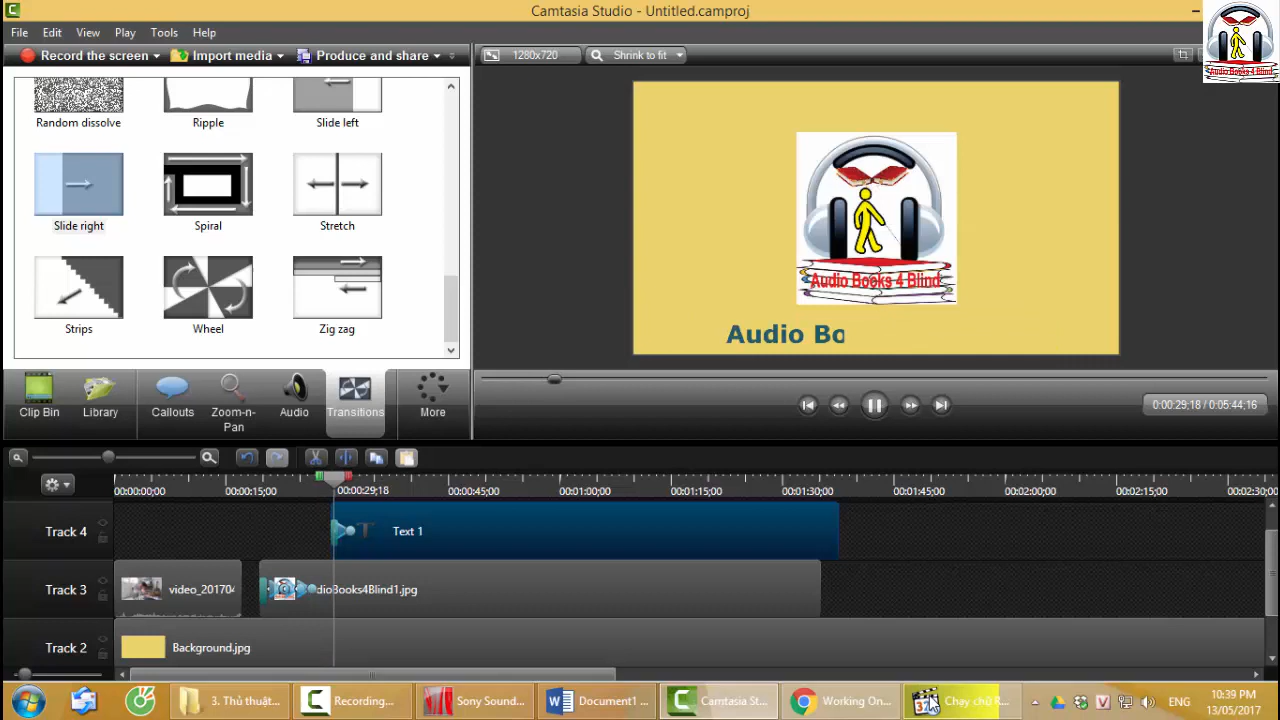 Camtasia Studio - Untitled.camproj
File Edit View Play Tools Help
Record the screen Import media Produce and share
1280x720 Shrink to fit
Audio Books 4 Blind
Random dissolve Ripple Slide left
Slide right Spiral Stretch
Strips Wheel Zig zag
Audio Books 4 Blind
Audio Bo
Clip Bin Library Callouts Zoom-n-Pan Audio Transitions More
0:00:29;18 / 0:05:44;16
00:00:00;00 00:00:15;00 00:00:29;18 00:00:45;00 00:01:00;00 00:01:15;00 00:01:30;00 00:01:45;00 00:02:00;00 00:02:15;00 00:02:30;00
Track 4 T Text 1
Track 3 video_20170 dioBooks4Blind1.jpg
Track 2 Background.jpg
3. Thủ thuật... Recording... Sony Sound... Document1 ... Camtasia St... Working On... Chạy chữ ENG
10:39 PM
13/05/2017